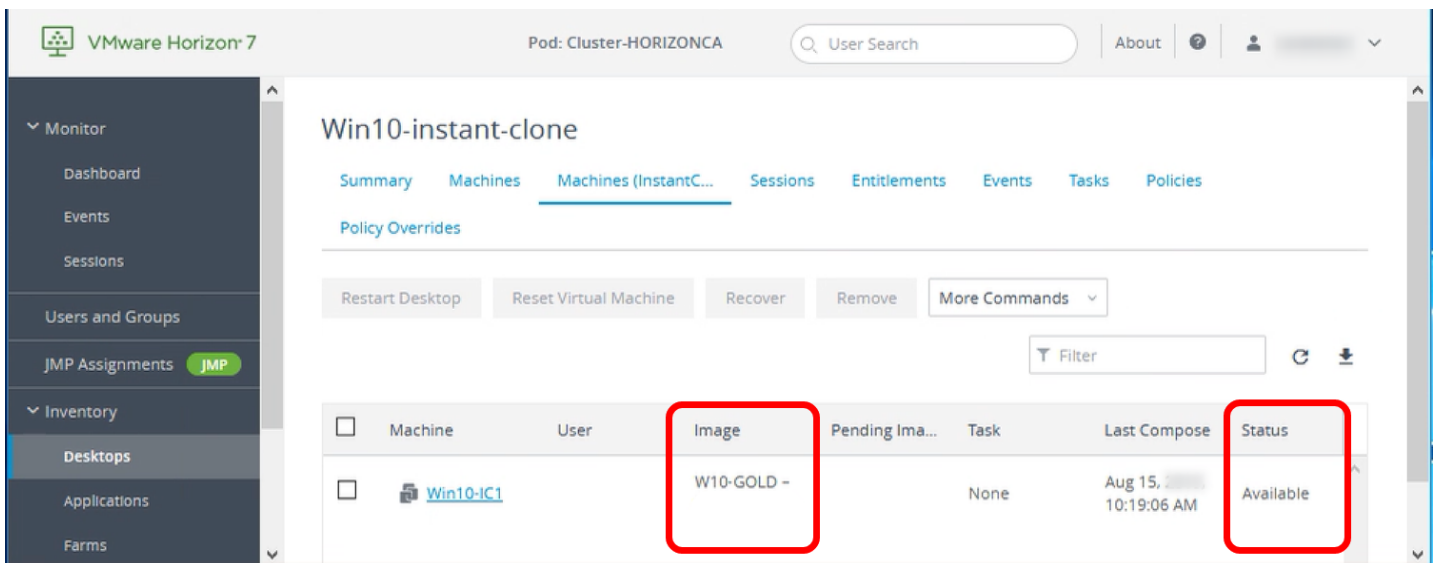 VMware Horizon® 7
Pod: Cluster-HORIZONCA
User Search
About
Monitor
Dashboard
Events
Sessions
Users and Groups
JMP Assignments JMP
Inventory
Desktops
Applications
Farms
Win10-instant-clone
Summary Machines Machines (InstantC... Sessions Entitlements Events Tasks Policies
Policy Overrides
Restart Desktop Reset Virtual Machine Recover Remove More Commands
Filter
Machine User Image Pending Ima... Task Last Compose Status
Win10-IC1 W10-GOLD – None Aug 15, Available
10:19:06 AM